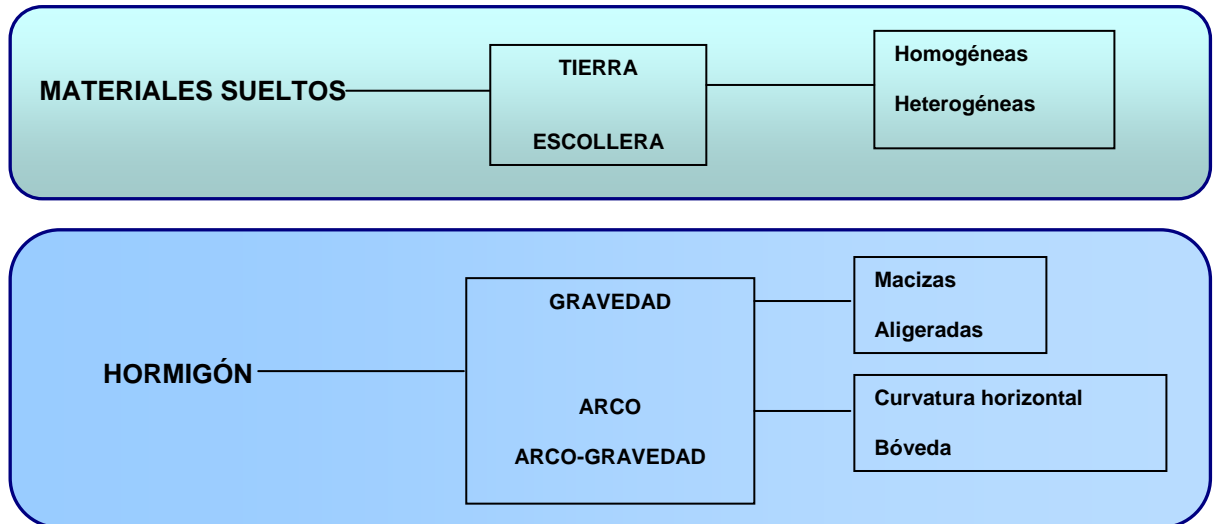 MATERIALES SUELTOS
TIERRA
ESCOLLERA
Homogéneas
Heterogéneas
HORMIGÓN
GRAVEDAD
ARCO
ARCO-GRAVEDAD
Macizas
Aligeradas
Curvatura horizontal
Bóveda